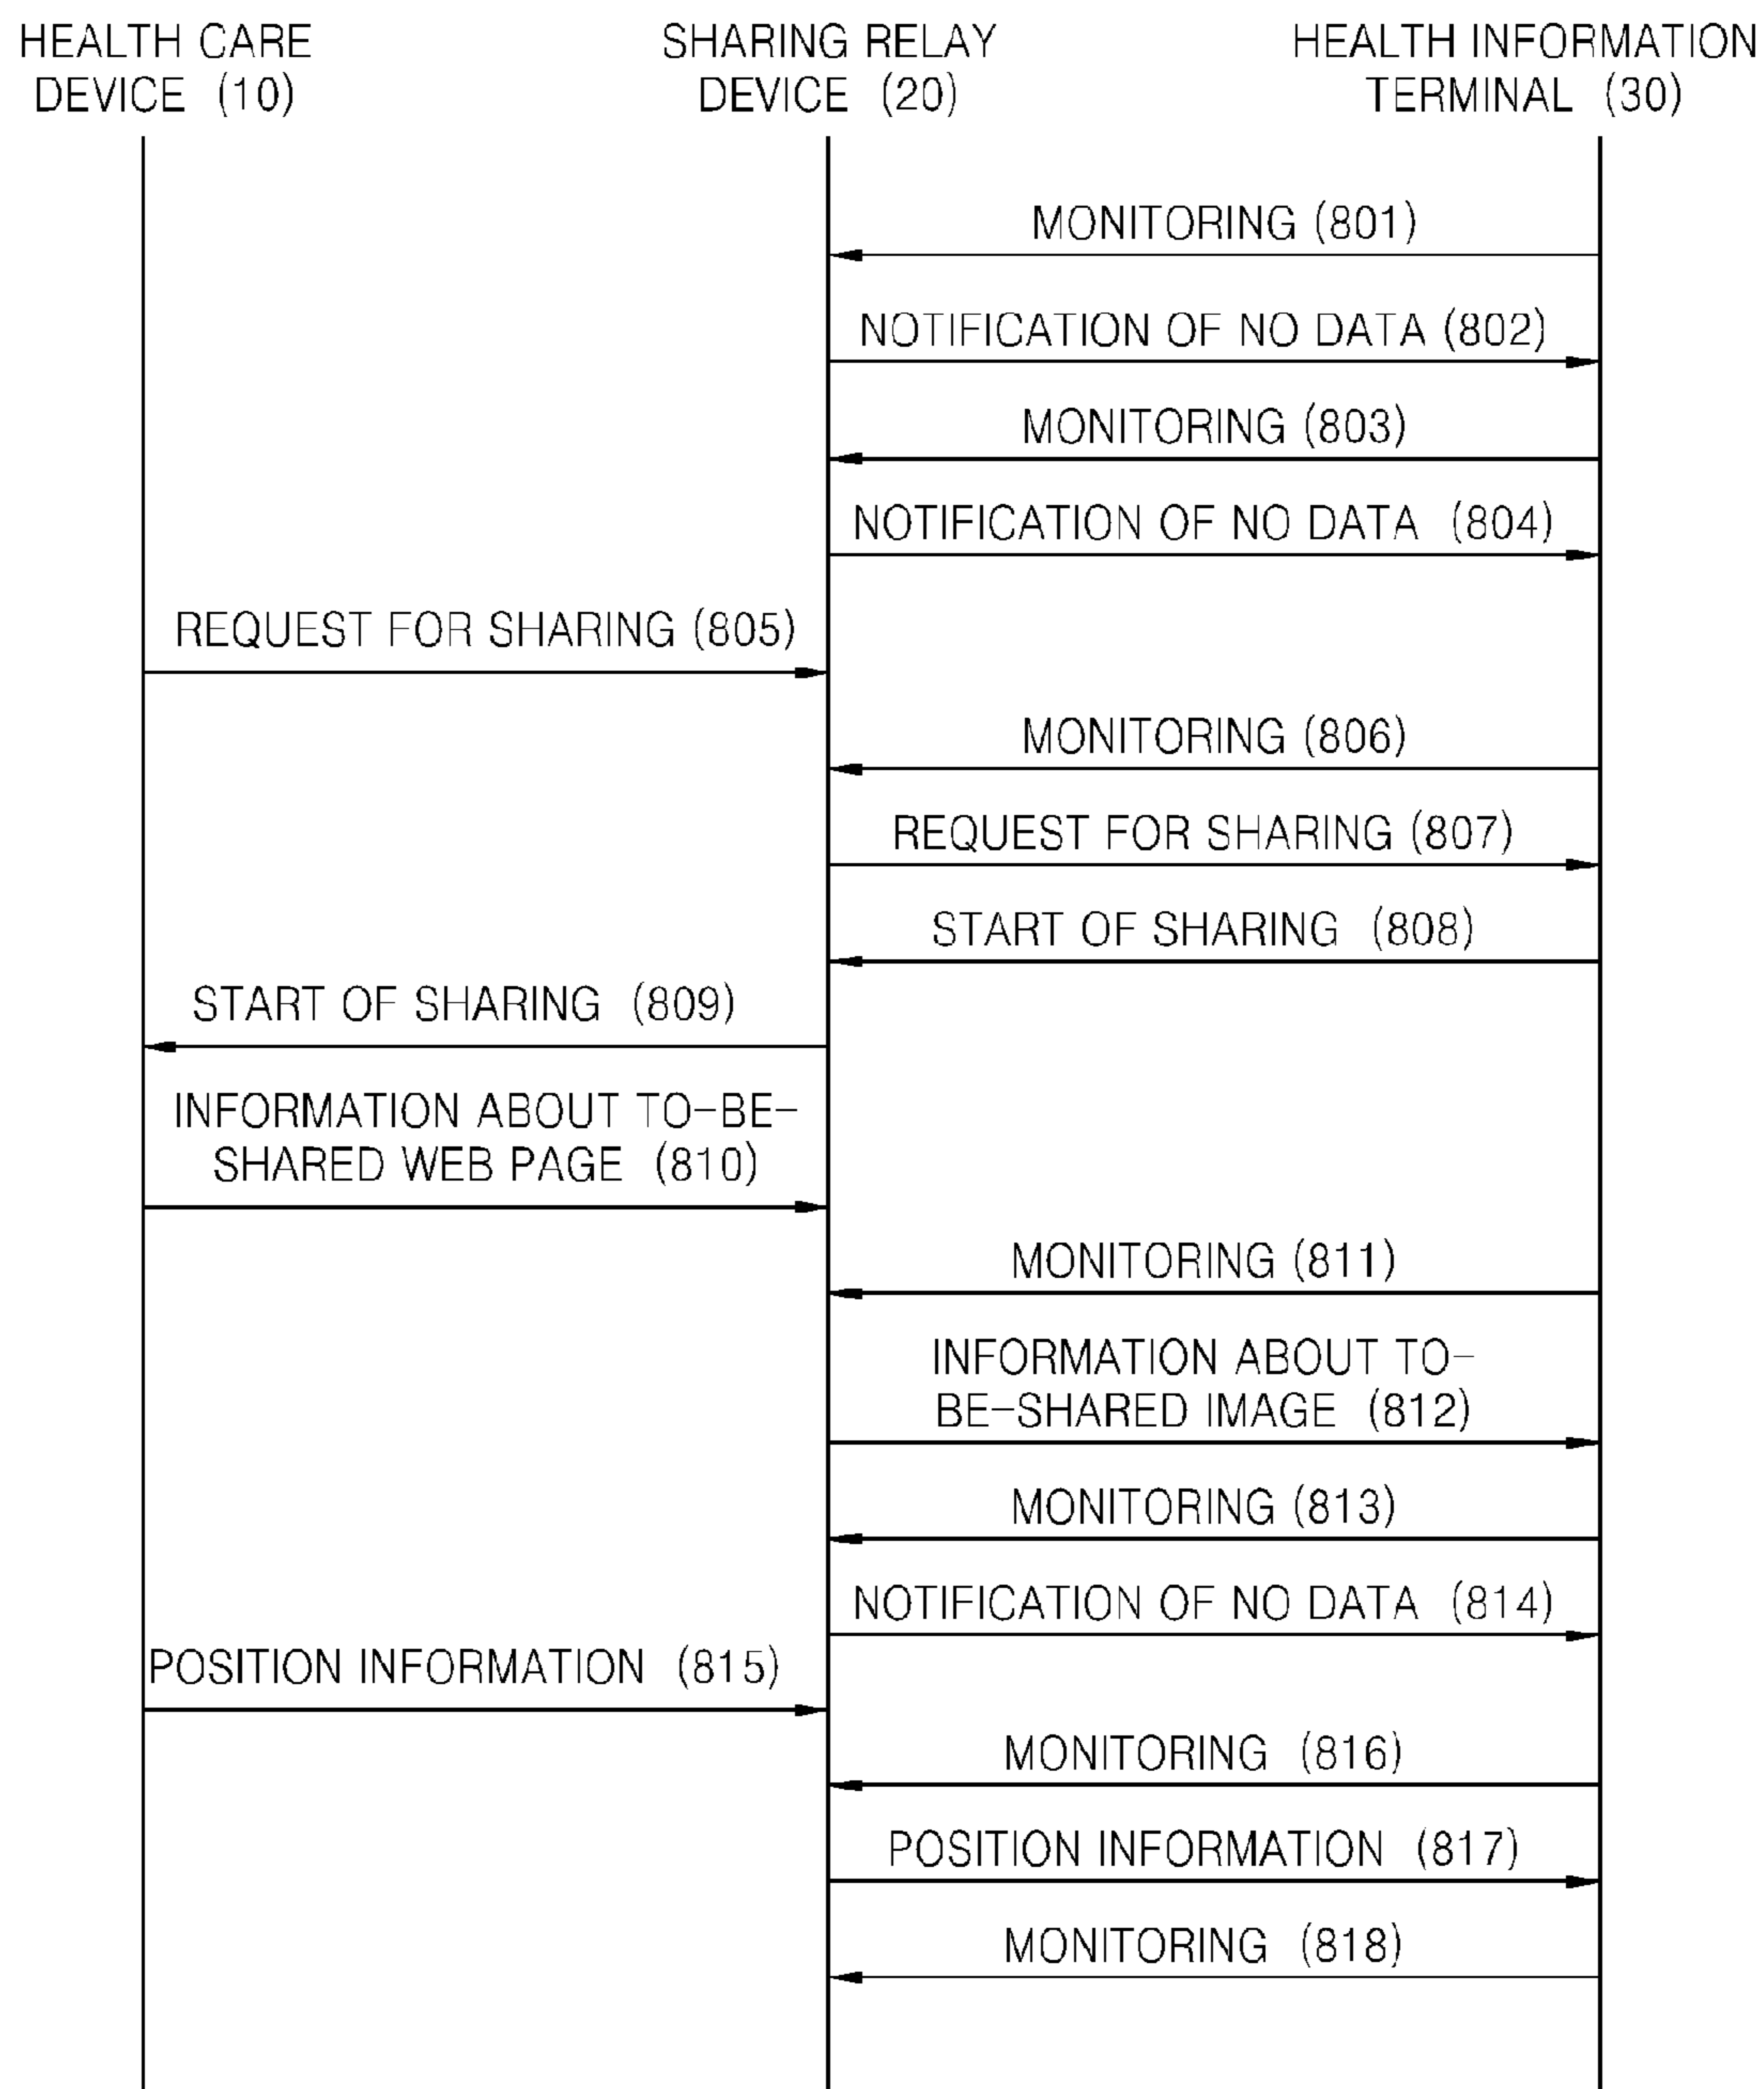 HEALTH CARE
DEVICE (10)
SHARING RELAY
DEVICE (20)
HEALTH INFORMATION
TERMINAL (30)
MONITORING (801)
NOTIFICATION OF NO DATA (802)
MONITORING (803)
NOTIFICATION OF NO DATA (804)
REQUEST FOR SHARING (805)
MONITORING (806)
REQUEST FOR SHARING (807)
START OF SHARING (808)
START OF SHARING (809)
INFORMATION ABOUT TO-BE-
SHARED WEB PAGE (810)
MONITORING (811)
INFORMATION ABOUT TO-
BE-SHARED IMAGE (812)
MONITORING (813)
NOTIFICATION OF NO DATA (814)
POSITION INFORMATION (815)
MONITORING (816)
POSITION INFORMATION (817)
MONITORING (818)